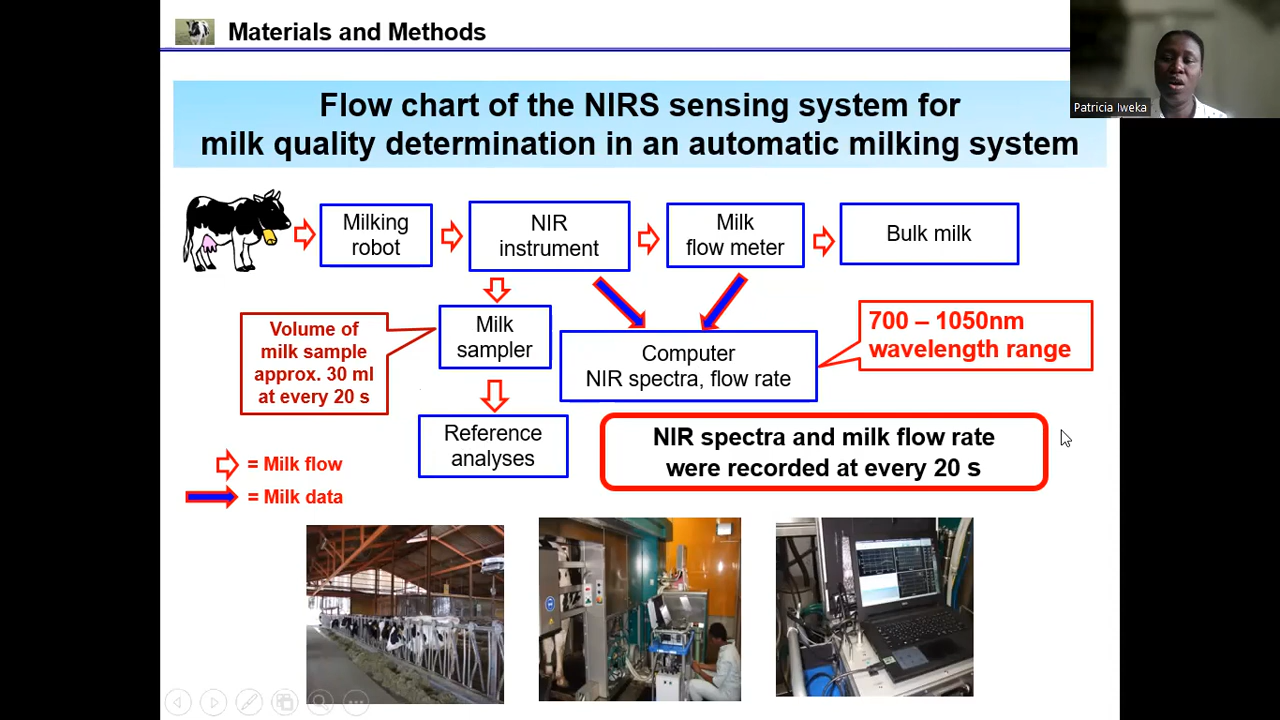 Materials and Methods
Patricia Iweka
Flow chart of the NIRS sensing system for
milk quality determination in an automatic milking system
Milking
robot
NIR
instrument
Milk
flow meter
Bulk milk
Volume of
milk sample
approx. 30 ml
at every 20 s
Milk
sampler
Computer
NIR spectra, flow rate
700 – 1050nm
wavelength range
Reference
analyses
NIR spectra and milk flow rate
were recorded at every 20 s
= Milk flow
= Milk data